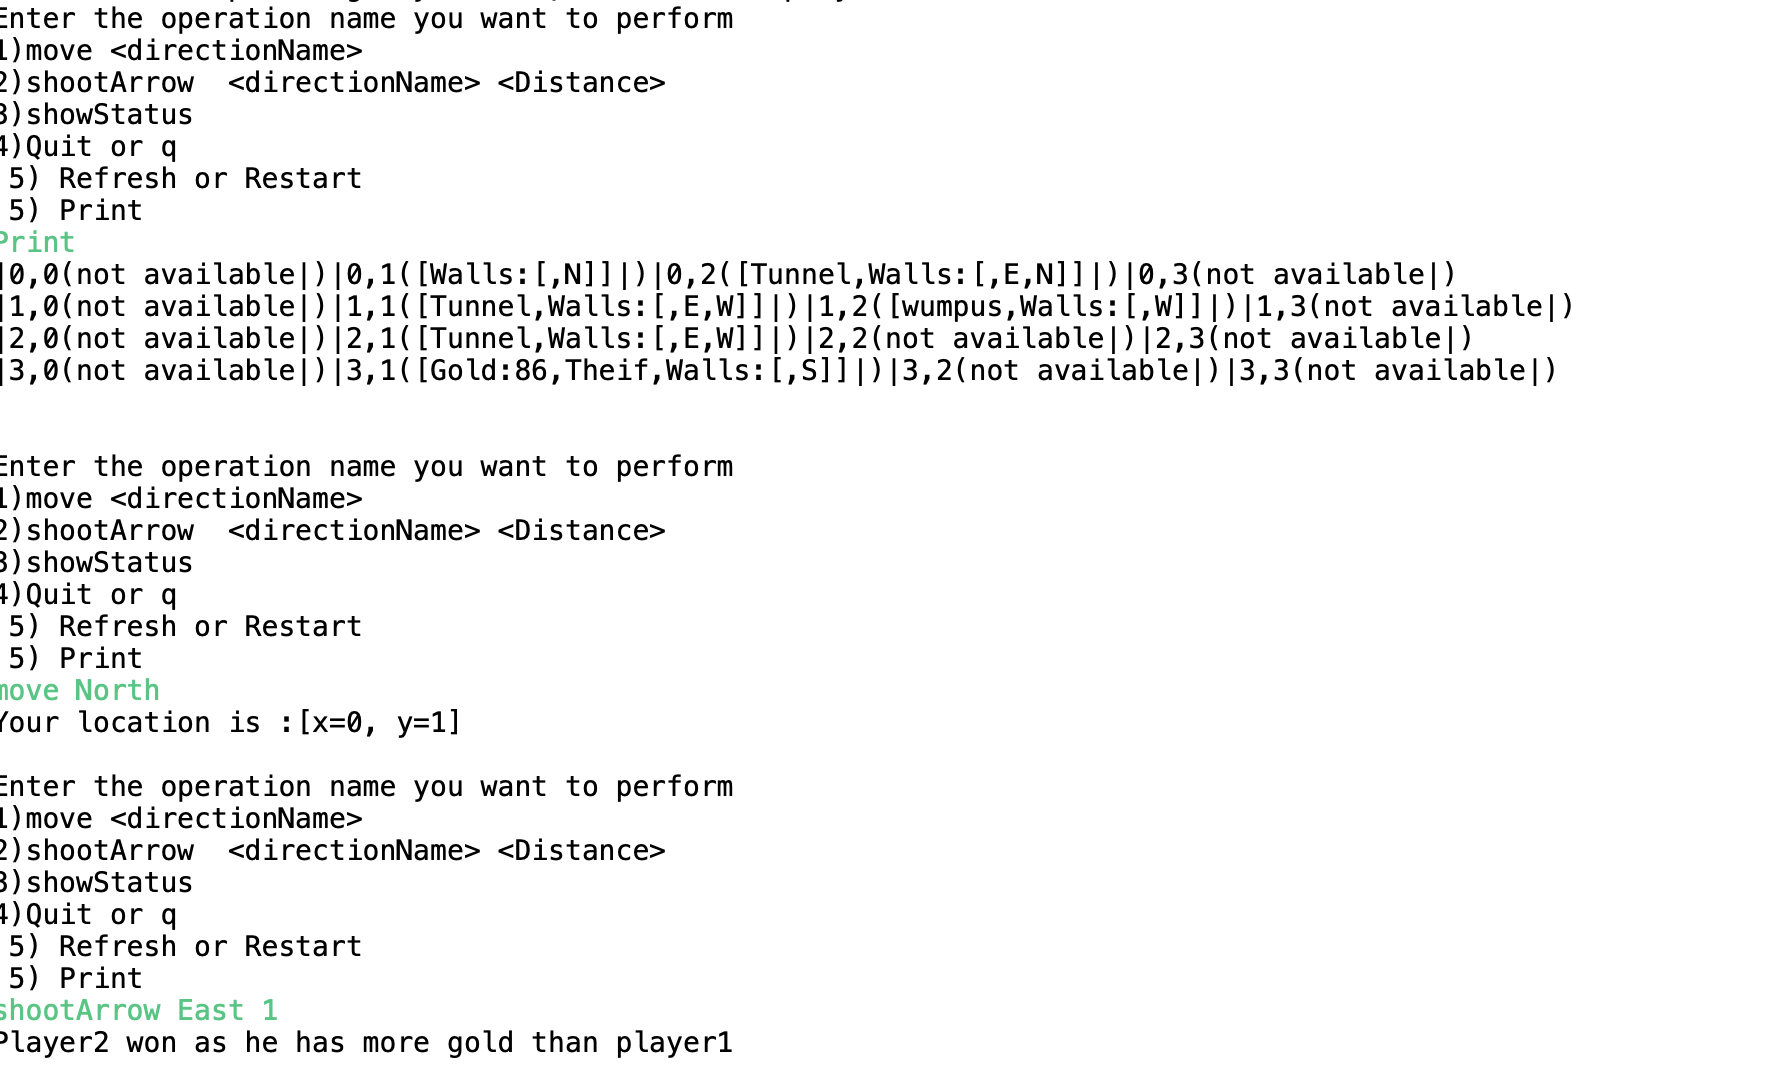 Enter the operation name you want to perform
1)move <directionName>
2)shootArrow  <directionName> <Distance>
3)showStatus
4)Quit or q
 5) Refresh or Restart
 5) Print
Print
|0,0(not available|)|0,1([Walls:[,N]]|)|0,2([Tunnel,Walls:[,E,N]]|)|0,3(not available|)
|1,0(not available|)|1,1([Tunnel,Walls:[,E,W]]|)|1,2([wumpus,Walls:[,W]]|)|1,3(not available|)
|2,0(not available|)|2,1([Tunnel,Walls:[,E,W]]|)|2,2(not available|)|2,3(not available|)
|3,0(not available|)|3,1([Gold:86,Theif,Walls:[,S]]|)|3,2(not available|)|3,3(not available|)
Enter the operation name you want to perform
1)move <directionName>
2)shootArrow  <directionName> <Distance>
3)showStatus
4)Quit or q
 5) Refresh or Restart
 5) Print
move North
Your location is :[x=0, y=1]
Enter the operation name you want to perform
1)move <directionName>
2)shootArrow  <directionName> <Distance>
3)showStatus
4)Quit or q
 5) Refresh or Restart
 5) Print
shootArrow East 1
Player2 won as he has more gold than player1